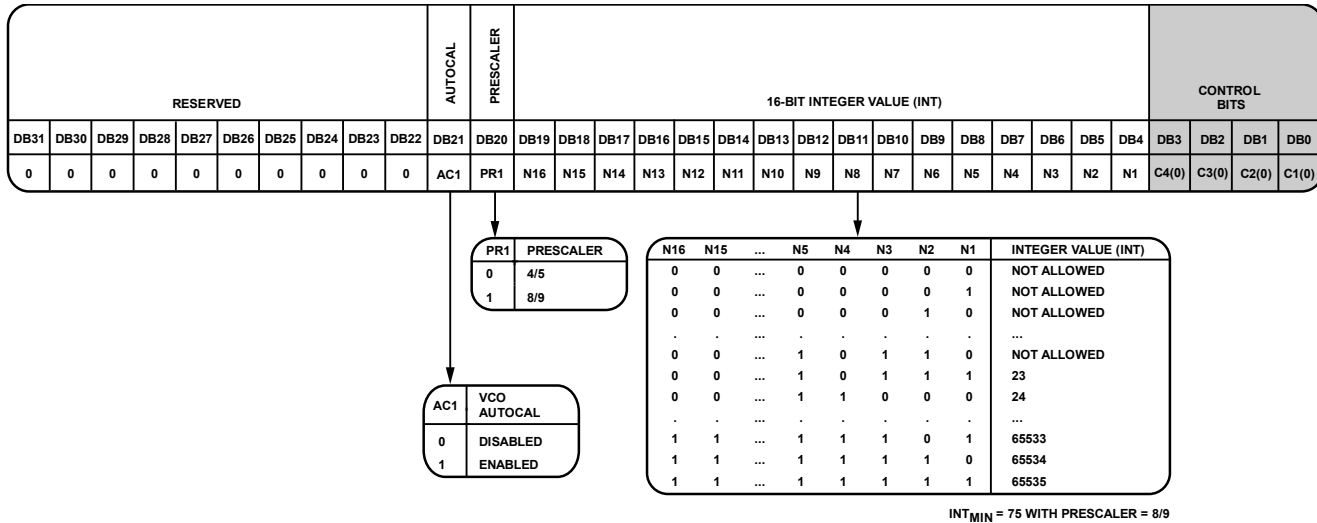 RESERVED AUTOCAL PRESCALER 16-BIT INTEGER VALUE (INT) CONTROL BITS
DB31 DB30 DB29 DB28 DB27 DB26 DB25 DB24 DB23 DB22 DB21 DB20 DB19 DB18 DB17 DB16 DB15 DB14 DB13 DB12 DB11 DB10 DB9 DB8 DB7 DB6 DB5 DB4 DB3 DB2 DB1 DB0
0 0 0 0 0 0 0 0 0 0 AC1 PR1 N16 N15 N14 N13 N12 N11 N10 N9 N8 N7 N6 N5 N4 N3 N2 N1 C4(0) C3(0) C2(0) C1(0)
PR1 PRESCALER
0 4/5
1 8/9
AC1 VCO AUTOCAL
0 DISABLED
1 ENABLED
N16 N15 ... N5 N4 N3 N2 N1 INTEGER VALUE (INT)
0 0 ... 0 0 0 0 0 NOT ALLOWED
0 0 ... 0 0 0 0 1 NOT ALLOWED
0 0 ... 0 0 0 1 0 NOT ALLOWED
. . ... . . . . . ...
0 0 ... 1 0 1 1 0 NOT ALLOWED
0 0 ... 1 0 1 1 1 23
0 0 ... 1 1 0 0 0 24
. . ... . . . . . ...
1 1 ... 1 1 1 0 1 65533
1 1 ... 1 1 1 1 0 65534
1 1 ... 1 1 1 1 1 65535
INTMIN = 75 WITH PRESCALER = 8/9